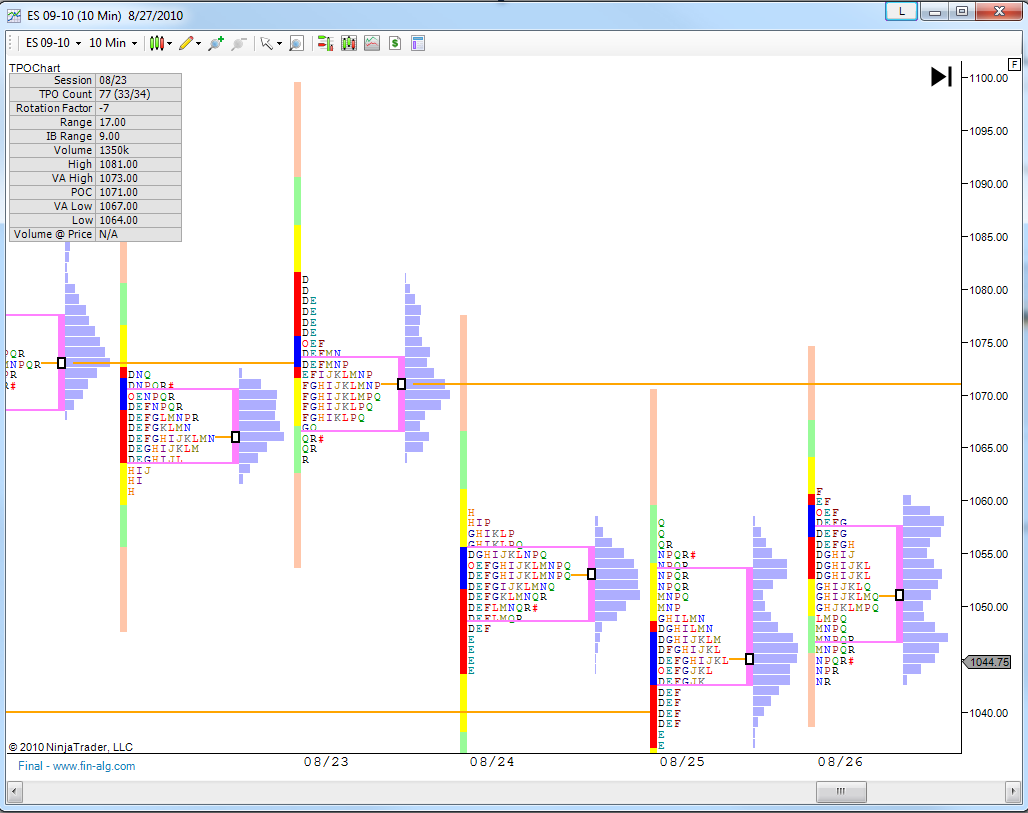 ES 09-10 (10 Min) 8/27/2010
L
ES 09-10 10 Min
F
TPOChart
Session 08/23
TPO Count 77 (33/34)
Rotation Factor -7
Range 17.00
IB Range 9.00
Volume 1350k
High 1081.00
VA High 1073.00
POC 1071.00
VA Low 1067.00
Low 1064.00
Volume @ Price N/A
1100.00
1095.00
1090.00
1085.00
1080.00
1075.00
1070.00
1065.00
1060.00
1055.00
1050.00
1044.75
1040.00
PQR
MNPQR
PR
R#
DNQ
DNPQR#
OENPQR
DEFNPQR
DEFGLMNPR
DEFGKLMN
DEFGHIJKLMN
DEGHIJKLM
DEGHIJL
HIJ
HI
H
D
D
DE
DE
DE
DE
OEF
DEFMN
DEFMNP
EFIJKLMNP
FGHIJKLMNP
FGHIJKLMPQ
FGHIJKLPQ
FGHIKLPQ
GQ
QR#
QR
R
H
HIP
GHIKLP
GHIKLPQ
DGHIJKLNPQ
OEFGHIJKLMNPQ
DEFGHIJKLMNPQ
DEFGIJKLMNQ
DEFGKLMNQR
DEFLMNQR#
DEFLMQR
DEF
E
E
E
E
Q
Q
QR
NPQR#
NPQR
NPQR
NPQR
MNPQ
MNP
GHILMN
DGHILMN
DGHIJKLM
DFGHIJKL
DEFGHIJKL
OEFGJKL
DEFGJK
DEF
DEF
DEF
DEF
E
E
F
EF
OEF
DEFG
DEFG
DEFGH
DGHIJ
DGHIJKL
DGHIJKL
GHIJKLQ
GHIJKLMQ
GHJKLMPQ
LMPQ
MNPQ
MNPQR
MNPQR
NPQR#
NPR
NR
© 2010 NinjaTrader, LLC
Final - www.fin-alg.com
08/23 08/24 08/25 08/26